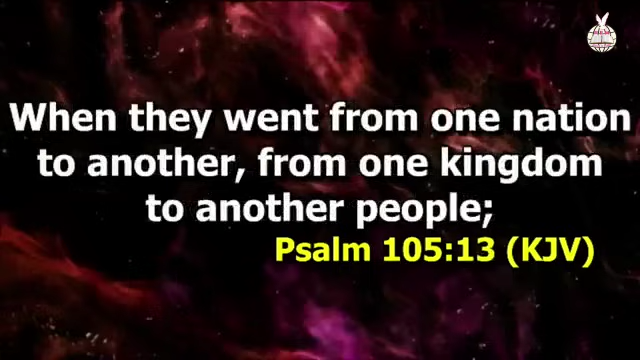 When they went from one nation
to another, from one kingdom
to another people;
Psalm 105:13 (KJV)